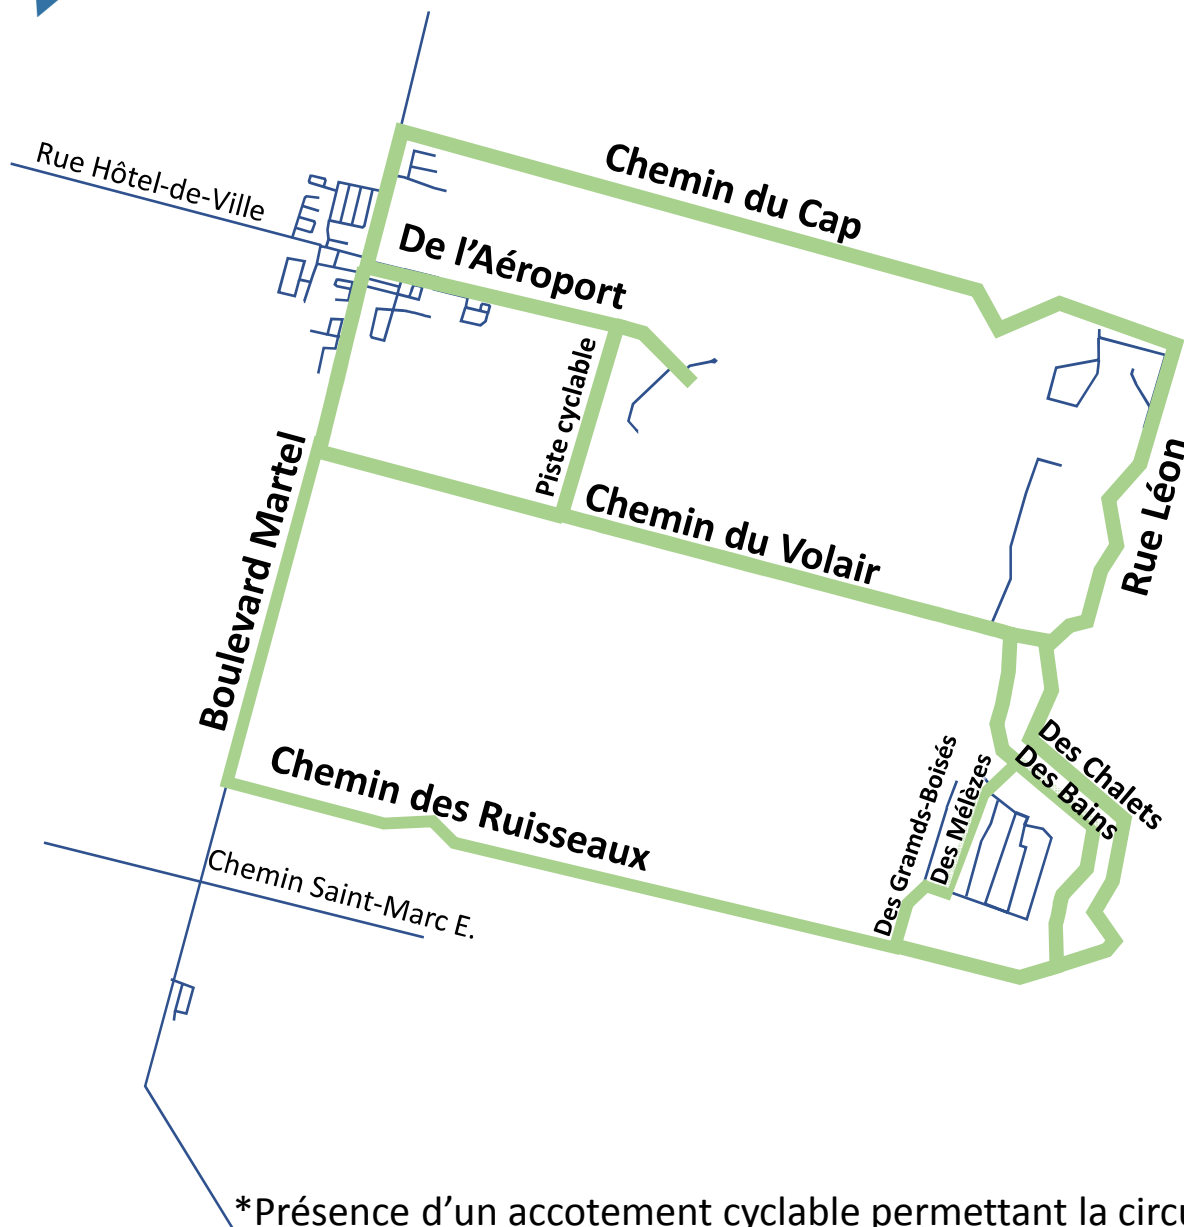 Rue Hôtel-de-Ville
Chemin du Cap
De l'Aéroport
Piste cyclable
Boulevard Martel
Chemin du Volair
Rue Léon
Des Chalets
Des Bains
Des Gramds-Boisés
Des Mélèzes
Chemin des Ruisseaux
Chemin Saint-Marc E.
*Présence d'un accotement cyclable permettant la circu